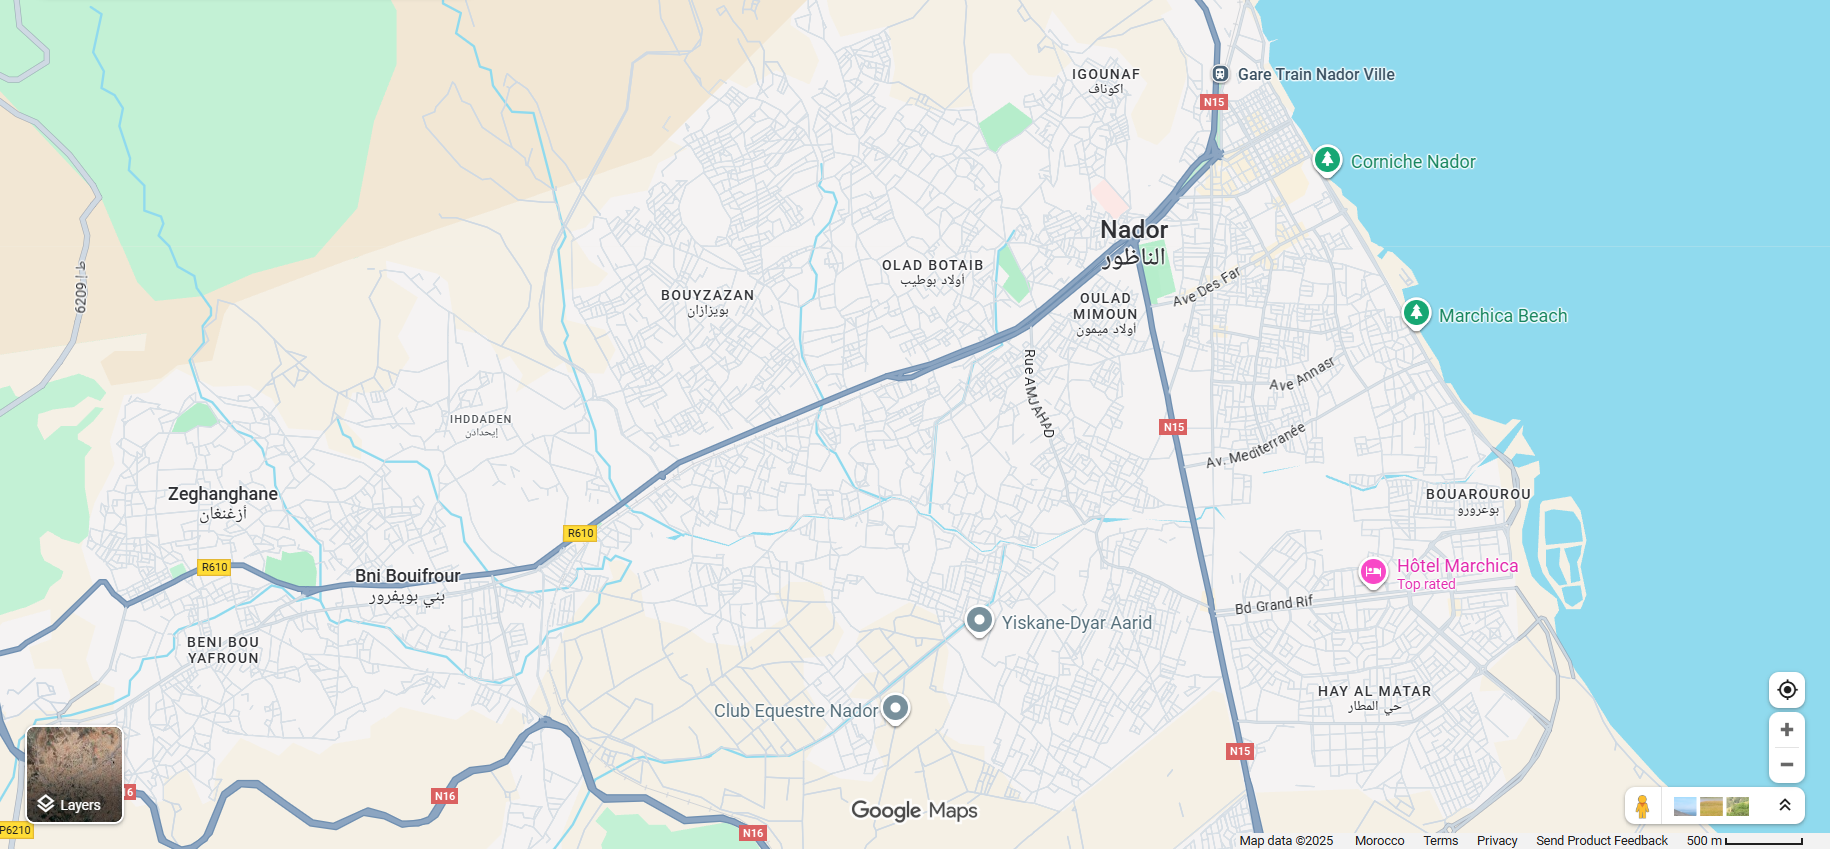 IGOUNAF
اكوناف
Gare Train Nador Ville
N15
Corniche Nador
Nador
الناظور
OLAD BOTAIB
أولاد بوطيب
BOUYZAZAN
بويزازان
OULAD
MIMOUN
أولاد ميمون
Ave Des Far
Marchica Beach
Rue AMJAHAD
Ave Annasr
IHDDADEN
إيحدادن
N15
Av. Mediterranée
Zeghanghane
أزغنغان
BOUAROUROU
بوعرورو
R610
R610
Bni Bouifrour
بني بويفرور
Hôtel Marchica
Top rated
Bd Grand Rif
Yiskane-Dyar Aarid
BENI BOU
YAFROUN
HAY AL MATAR
حي المطار
Club Equestre Nador
N15
N16
16
Layers
P6210
N16
Google Maps
Map data ©2025
Morocco
Terms
Privacy
Send Product Feedback
500 m